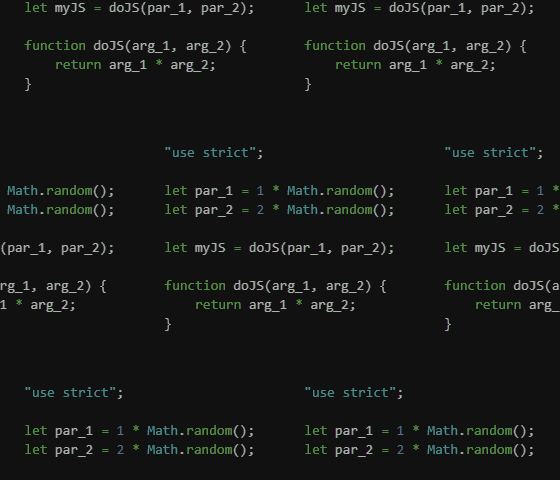 let myJS = doJS(par_1, par_2);
let myJS = doJS(par_1, par_2);
function doJS(arg_1, arg_2) {
function doJS(arg_1, arg_2) {
return arg_1 * arg_2;
return arg_1 * arg_2;
}
}
"use strict";
"use strict";
Math.random();
let par_1 = 1 * Math.random();
let par_1 = 1 *
Math.random();
let par_2 = 2 * Math.random();
let par_2 = 2 *
(par_1, par_2);
let myJS = doJS(par_1, par_2);
let myJS = doJS
rg_1, arg_2) {
function doJS(arg_1, arg_2) {
function doJS(a
1 * arg_2;
return arg_1 * arg_2;
return arg_
}
}
"use strict";
"use strict";
let par_1 = 1 * Math.random();
let par_1 = 1 * Math.random();
let par_2 = 2 * Math.random();
let par_2 = 2 * Math.random();